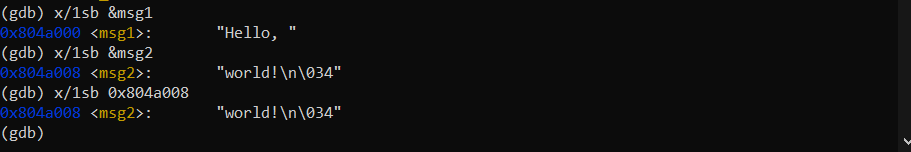 (gdb) x/1sb &msg1
0x804a000 <msg1>:       "Hello, "
(gdb) x/1sb &msg2
0x804a008 <msg2>:       "world!\n\034"
(gdb) x/1sb 0x804a008
0x804a008 <msg2>:       "world!\n\034"
(gdb)